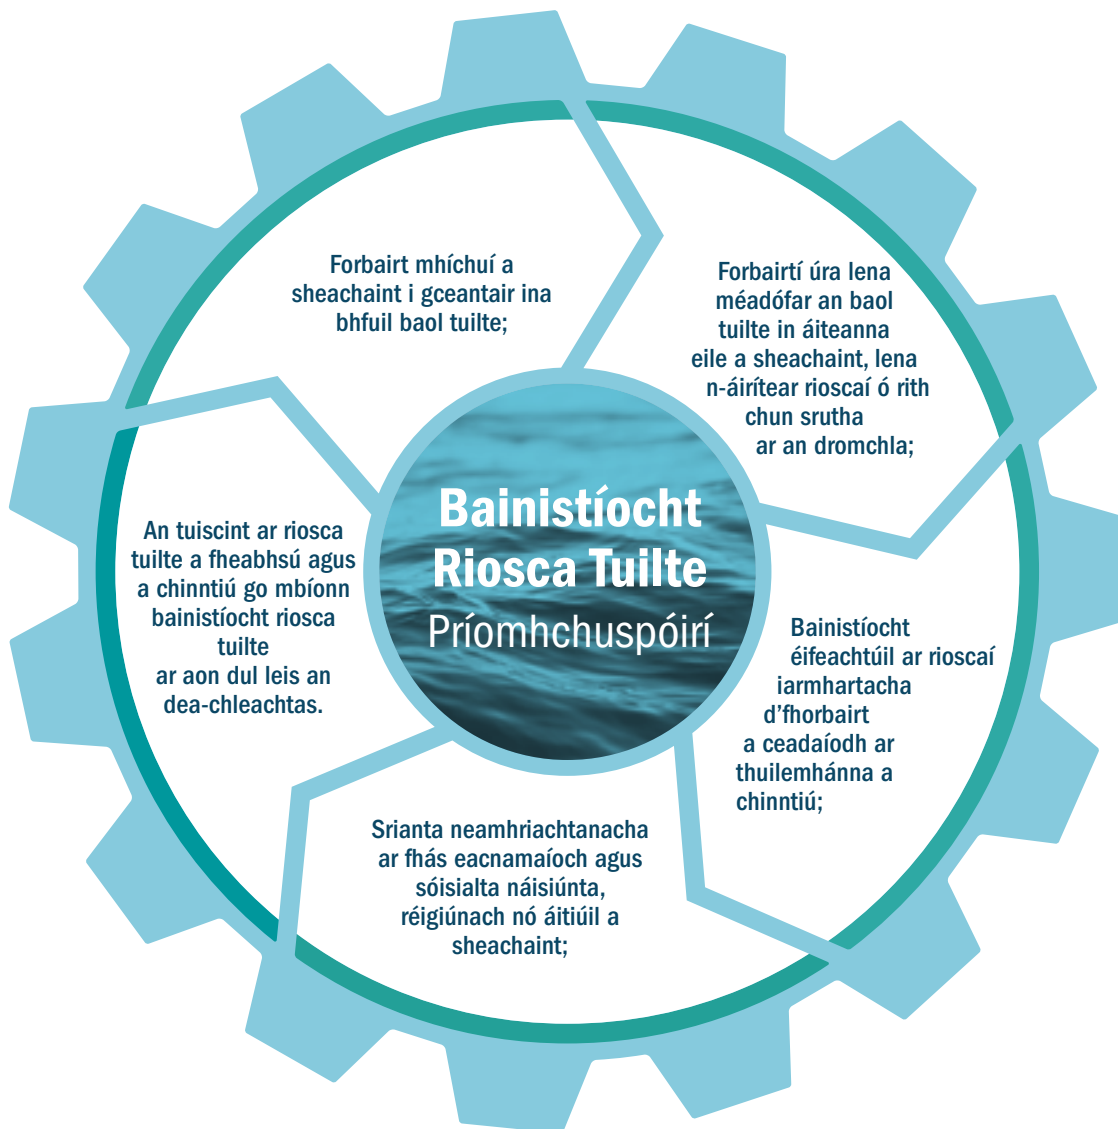 Bainistíocht
Riosca Tuilte
Príomhchuspóirí
Forbairt mhíchuí a
sheachaint i gceantair ina
bhfuil baol tuilte;
Forbairtí úra lena
méadófar an baol
tuilte in áiteanna
eile a sheachaint, lena
n-áirítear rioscaí ó rith
chun srutha
ar an dromchla;
Bainistíocht
éifeachtúil ar rioscaí
iarmhartacha
d'fhorbairt
a ceadaíodh ar
thuilemhánna a
chinntiú;
Srianta neamhriachtanacha
ar fhás eacnamaíoch agus
sóisialta náisiúnta,
réigiúnach nó áitiúil a
sheachaint;
An tuiscint ar riosca
tuilte a fheabhsú agus
a chinntiú go mbíonn
bainistíocht riosca
tuilte
ar aon dul leis an
dea-chleachtas.